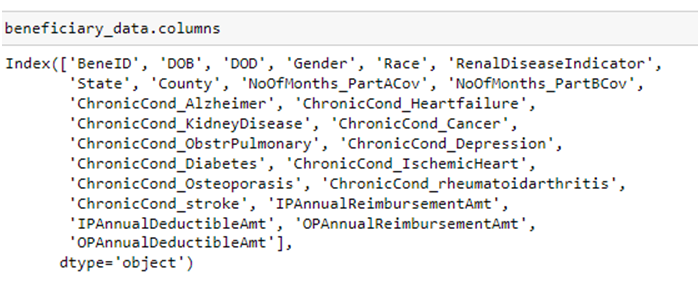 beneficiary_data.columns
Index(['BeneID', 'DOB', 'DOD', 'Gender', 'Race', 'RenalDiseaseIndicator',
'State', 'County', 'NoOfMonths_PartACov', 'NoOfMonths_PartBCov',
'ChronicCond_Alzheimer', 'ChronicCond_Heartfailure',
'ChronicCond_KidneyDisease', 'ChronicCond_Cancer',
'ChronicCond_ObstrPulmonary', 'ChronicCond_Depression',
'ChronicCond_Diabetes', 'ChronicCond_IschemicHeart',
'ChronicCond_Osteoporasis', 'ChronicCond_rheumatoidarthritis',
'ChronicCond_stroke', 'IPAnnualReimbursementAmt',
'IPAnnualDeductibleAmt', 'OPAnnualReimbursementAmt',
'OPAnnualDeductibleAmt'],
dtype='object')